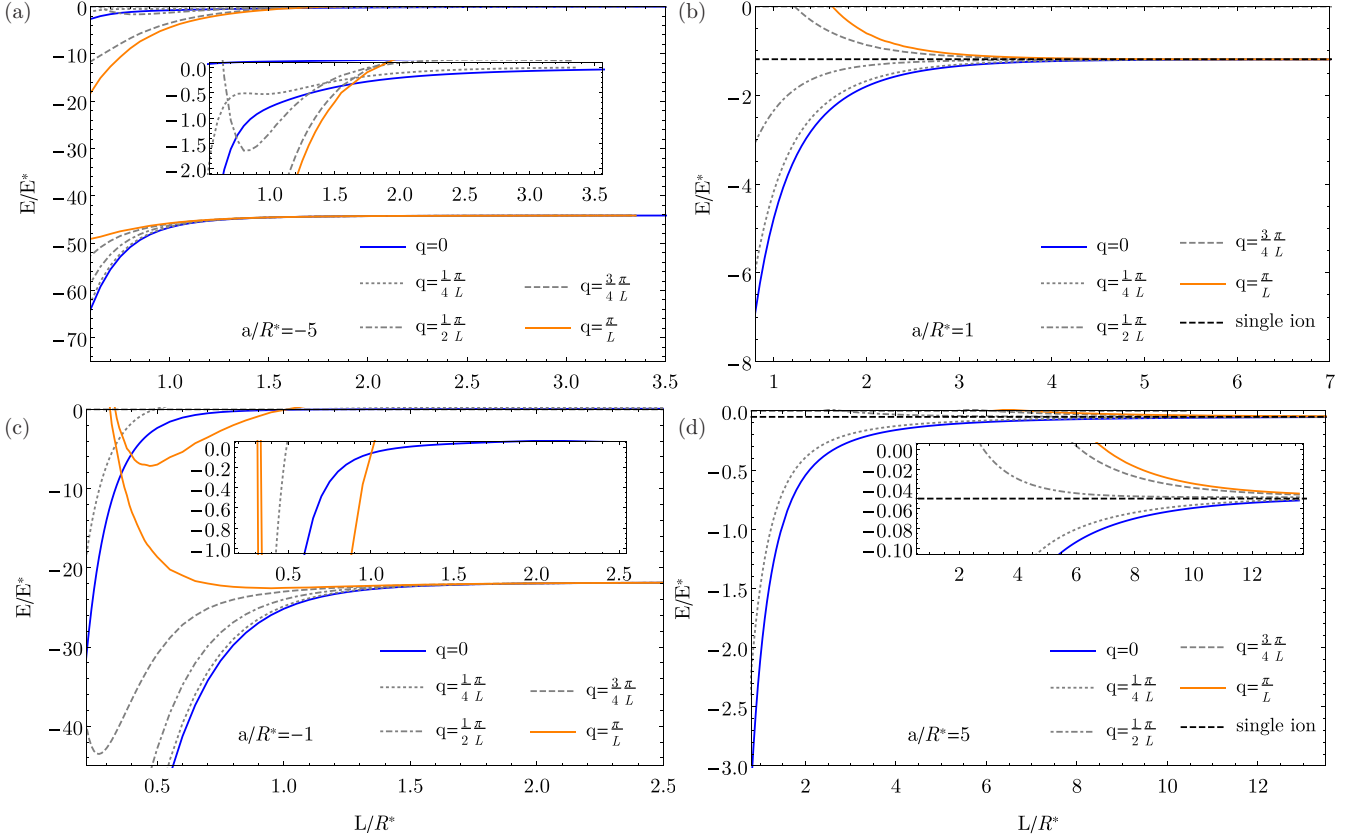 (a)
0
−10
−20
−30
−40
−50
−60
−70
E/E*
0.0
−0.5
−1.0
−1.5
−2.0
1.0 1.5 2.0 2.5 3.0 3.5
q=0
q=1/4 π/L
q=1/2 π/L
q=3/4 π/L
q=π/L
a/R*=−5
1.0 1.5 2.0 2.5 3.0 3.5
(b)
0
−2
−4
−6
−8
E/E*
q=0
q=1/4 π/L
q=1/2 π/L
q=3/4 π/L
q=π/L
single ion
a/R*=1
1 2 3 4 5 6 7
(c)
0
−10
−20
−30
−40
E/E*
0.0
−0.2
−0.4
−0.6
−0.8
−1.0
0.5 1.0 1.5 2.0 2.5
q=0
q=1/4 π/L
q=1/2 π/L
q=3/4 π/L
q=π/L
a/R*=−1
0.5 1.0 1.5 2.0 2.5
L/R*
(d)
0.0
−0.5
−1.0
−1.5
−2.0
−2.5
−3.0
E/E*
0.00
−0.02
−0.04
−0.06
−0.08
−0.10
2 4 6 8 10 12
q=0
q=1/4 π/L
q=1/2 π/L
q=3/4 π/L
q=π/L
single ion
a/R*=5
2 4 6 8 10 12
L/R*